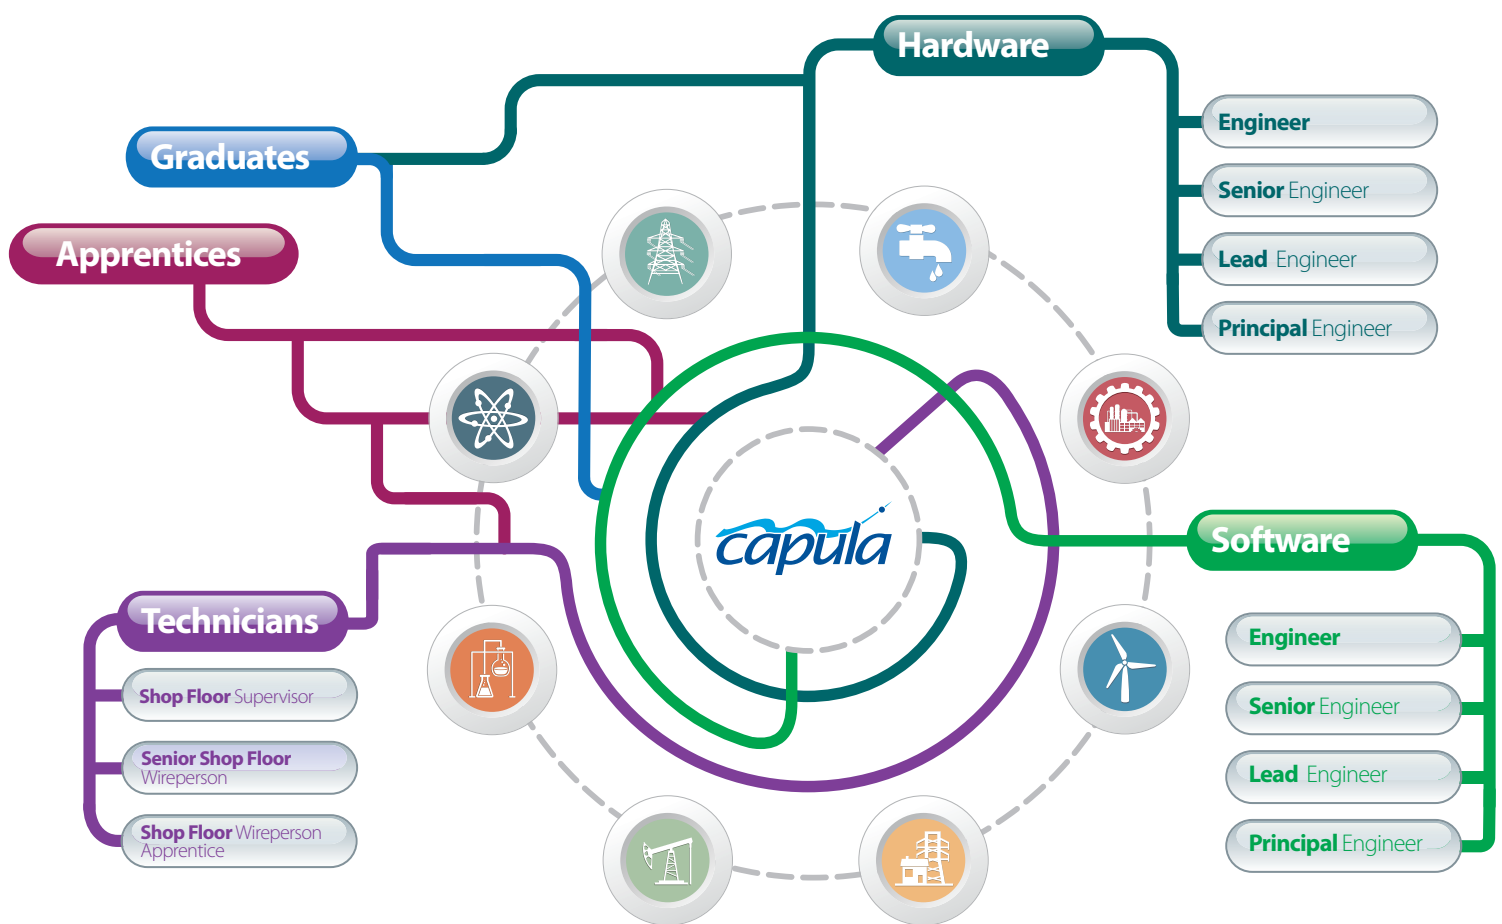 Hardware
Engineer
Senior Engineer
Lead Engineer
Principal Engineer
Graduates
Apprentices
capula
Software
Engineer
Senior Engineer
Lead Engineer
Principal Engineer
Technicians
Shop Floor Supervisor
Senior Shop Floor
Wireperson
Shop Floor Wireperson
Apprentice